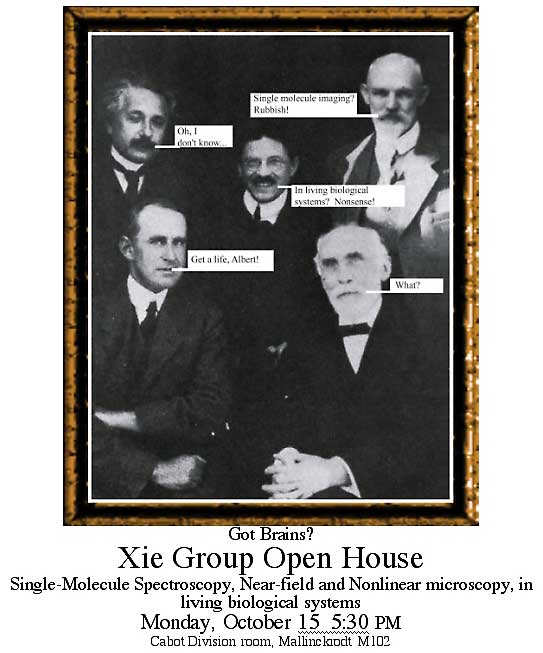 Single molecule imaging?
Rubbish!
Oh, I
don't know...
In living biological
systems? Nonsense!
Get a life, Albert!
What?
Got Brains?
Xie Group Open House
Single-Molecule Spectroscopy, Near-field and Nonlinear microscopy, in
living biological systems
Monday, October 15 5:30 PM
Cabot Division room, Mallinckrodt M102